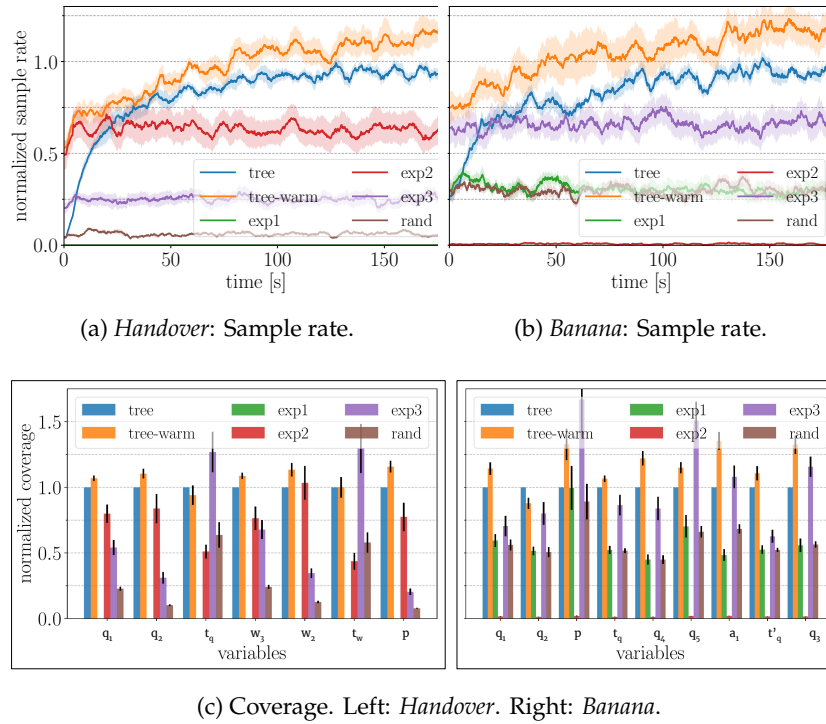 normalized sample rate
1.0
0.5
0.0
tree
tree-warm
exp1
exp2
exp3
rand
0
50
100
150
time [s]
(a) Handover: Sample rate.
tree
tree-warm
exp1
exp2
exp3
rand
0
50
100
150
time [s]
(b) Banana: Sample rate.
normalized coverage
1.5
1.0
0.5
0.0
tree
tree-warm
exp1
exp2
exp3
rand
q₁ q₂ t_q w₃ w₂ t_w p
variables
tree
tree-warm
exp1
exp2
exp3
rand
q₁ q₂ p t_q q₄ q₅ a₁ t'_q q₃
variables
(c) Coverage. Left: Handover. Right: Banana.